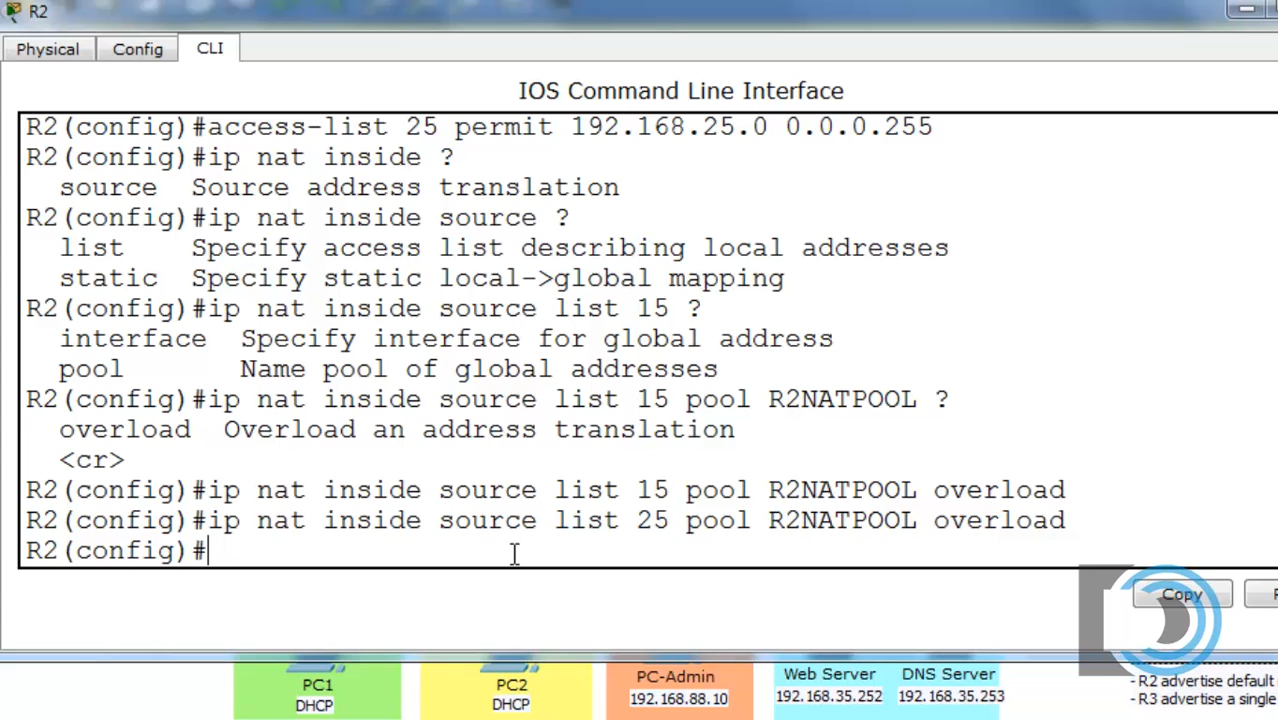 R2
Physical Config CLI
IOS Command Line Interface
R2(config)#access-list 25 permit 192.168.25.0 0.0.0.255
R2(config)#ip nat inside ?
source Source address translation
R2(config)#ip nat inside source ?
list Specify access list describing local addresses
static Specify static local->global mapping
R2(config)#ip nat inside source list 15 ?
interface Specify interface for global address
pool Name pool of global addresses
R2(config)#ip nat inside source list 15 pool R2NATPOOL ?
overload Overload an address translation
<cr>
R2(config)#ip nat inside source list 15 pool R2NATPOOL overload
R2(config)#ip nat inside source list 25 pool R2NATPOOL overload
R2(config)#
Copy
PC1
DHCP
PC2
DHCP
PC-Admin
192.168.88.10
Web Server
192.168.35.252
DNS Server
192.168.35.253
- R2 advertise default
- R3 advertise a single